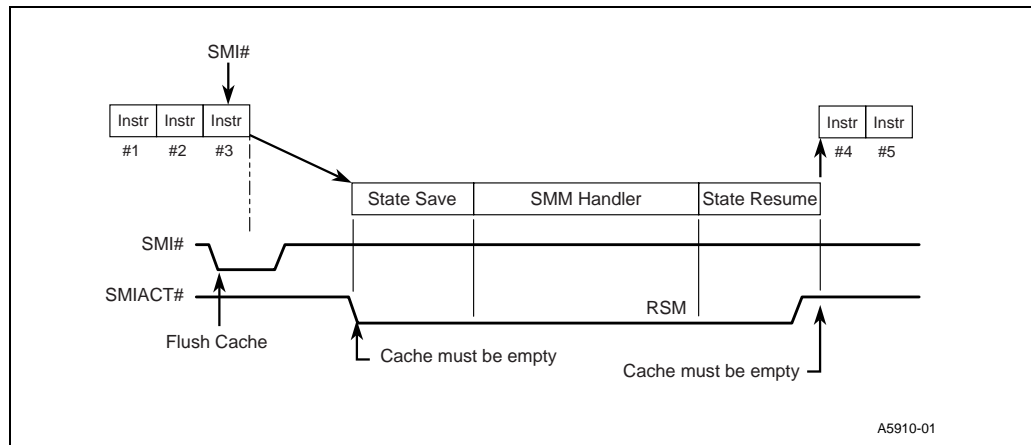 SMI#
Instr Instr Instr
#1 #2 #3
Instr Instr
#4 #5
State Save SMM Handler State Resume
SMI#
SMIACT#
RSM
Flush Cache
Cache must be empty
Cache must be empty
A5910-01